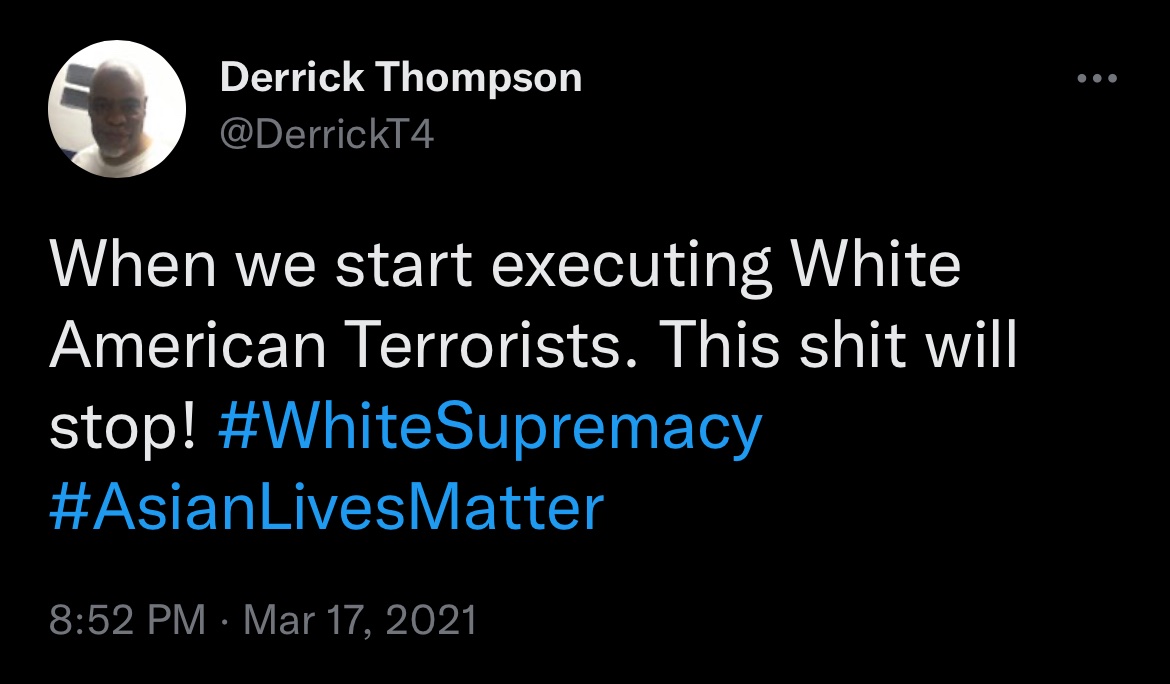 Derrick Thompson
@DerrickT4
When we start executing White
American Terrorists. This shit will
stop! #WhiteSupremacy
#AsianLivesMatter
8:52 PM · Mar 17, 2021